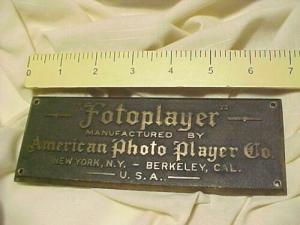 0 1 2 3 4 5 6 7
"Fotoplayer"
MANUFACTURED BY
American Photo Player Co.
NEW YORK, N.Y. – BERKELEY, CAL.
U. S. A.